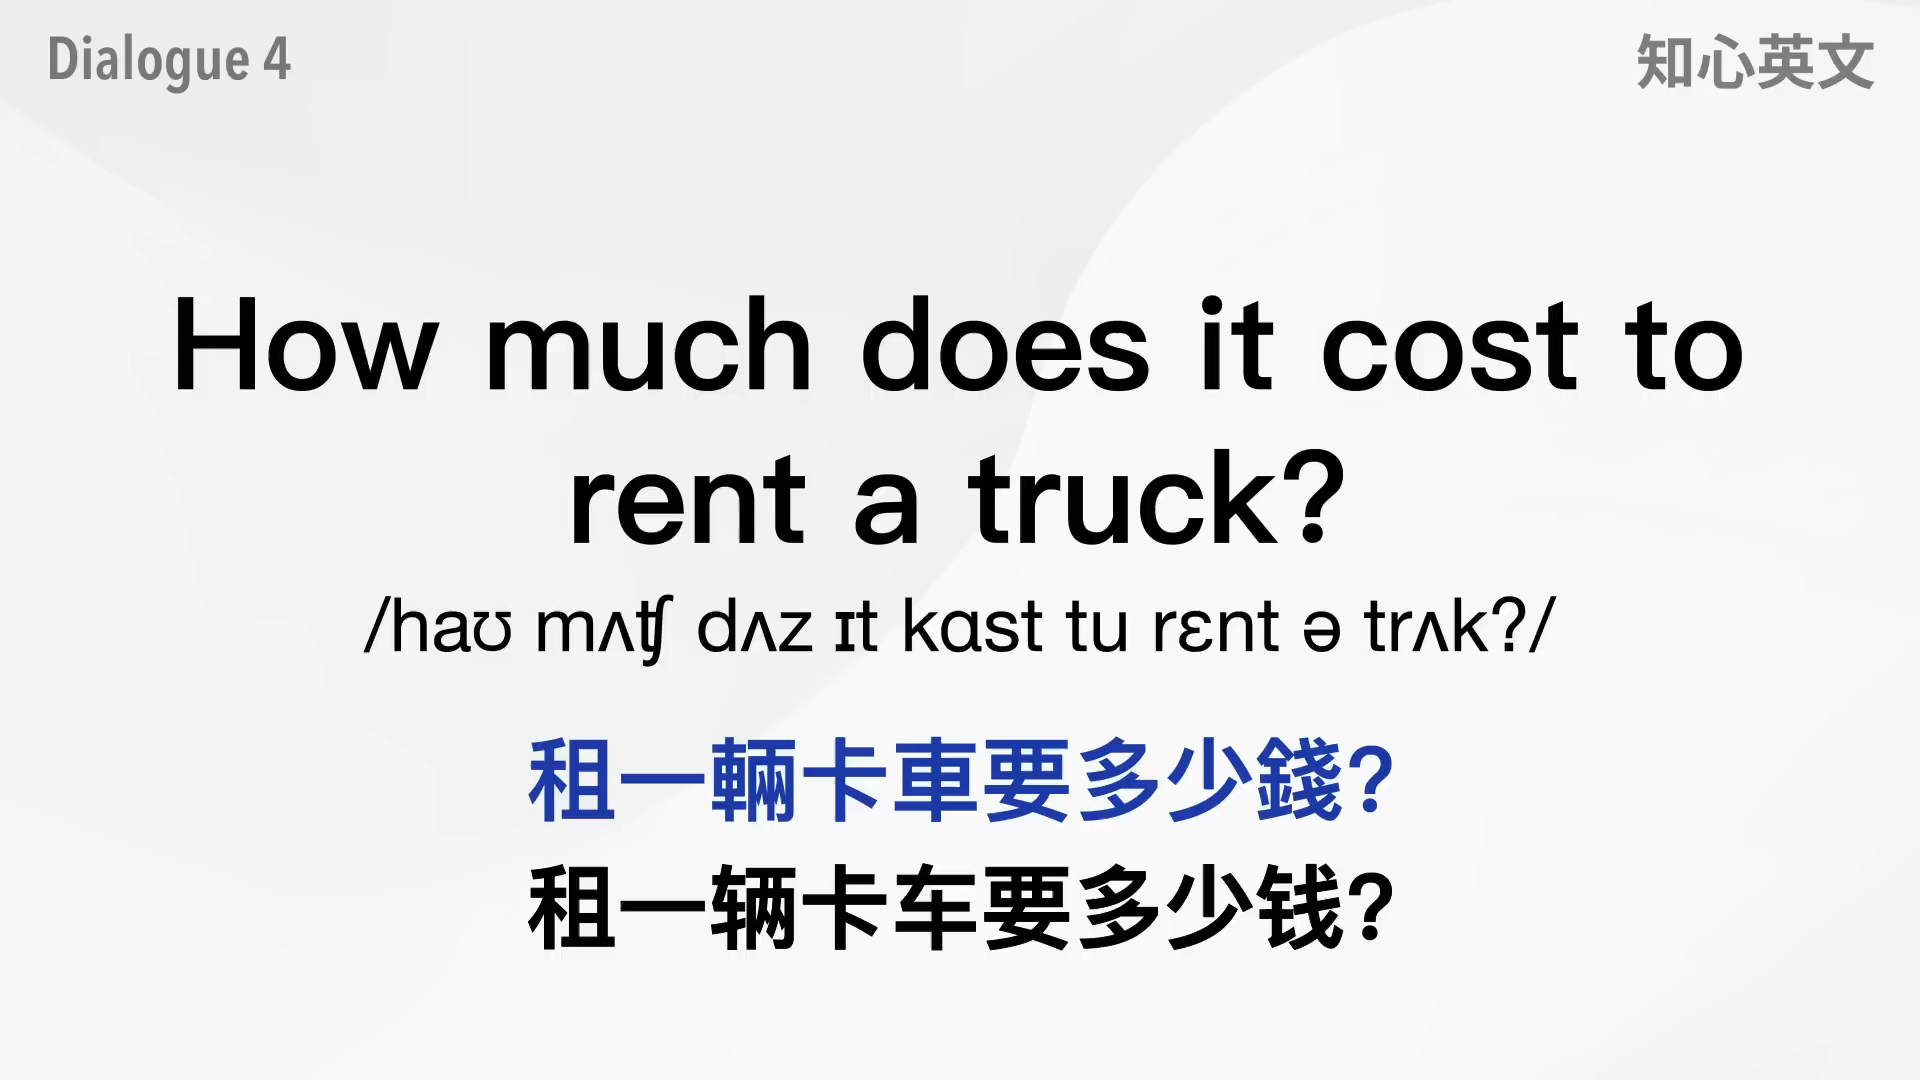 Dialogue 4
知心英文
How much does it cost to
rent a truck?
/haʊ mʌʧ dʌz ɪt kɑst tu rɛnt ə trʌk?/
租一輛卡車要多少錢?
租一辆卡车要多少钱?